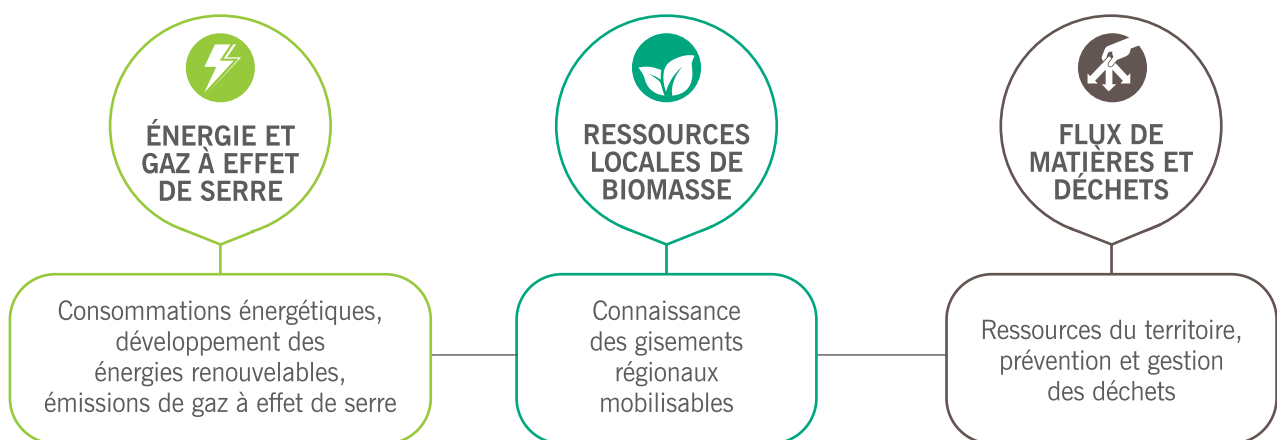 ÉNERGIE ET
GAZ À EFFET
DE SERRE
Consommations énergétiques,
développement des
énergies renouvelables,
émissions de gaz à effet de serre
RESSOURCES
LOCALES DE
BIOMASSE
Connaissance
des gisements
régionaux
mobilisables
FLUX DE
MATIÈRES ET
DÉCHETS
Ressources du territoire,
prévention et gestion
des déchets